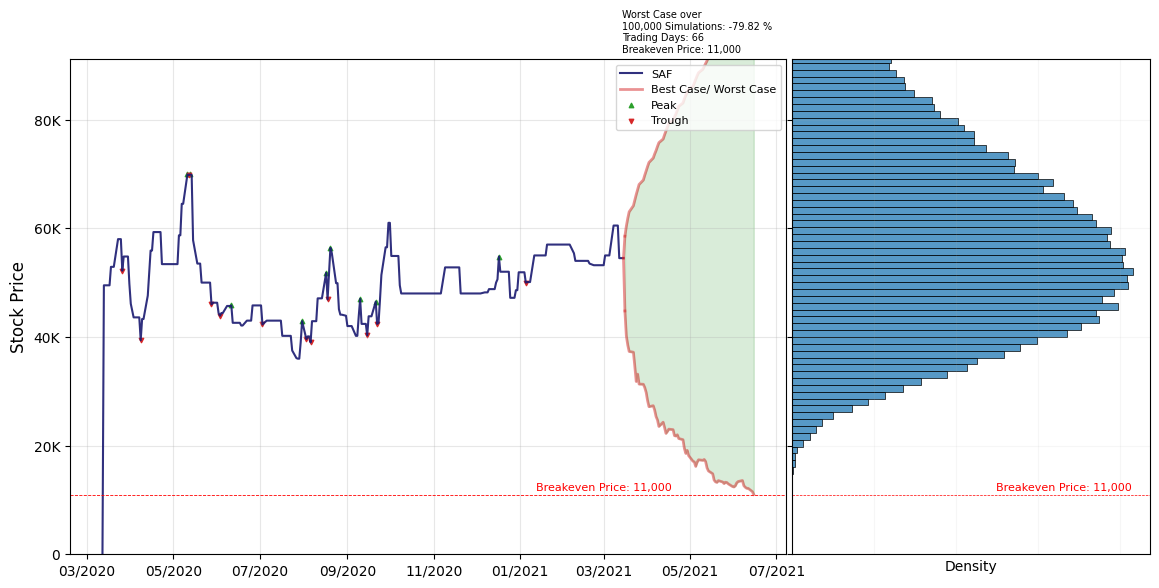 Worst Case over
100,000 Simulations: -79.82 %
Trading Days: 66
Breakeven Price: 11,000
SAF
Best Case/ Worst Case
Peak
Trough
Stock Price
80K
60K
40K
20K
0
Breakeven Price: 11,000
Breakeven Price: 11,000
03/2020 05/2020 07/2020 09/2020 11/2020 01/2021 03/2021 05/2021 07/2021
Density